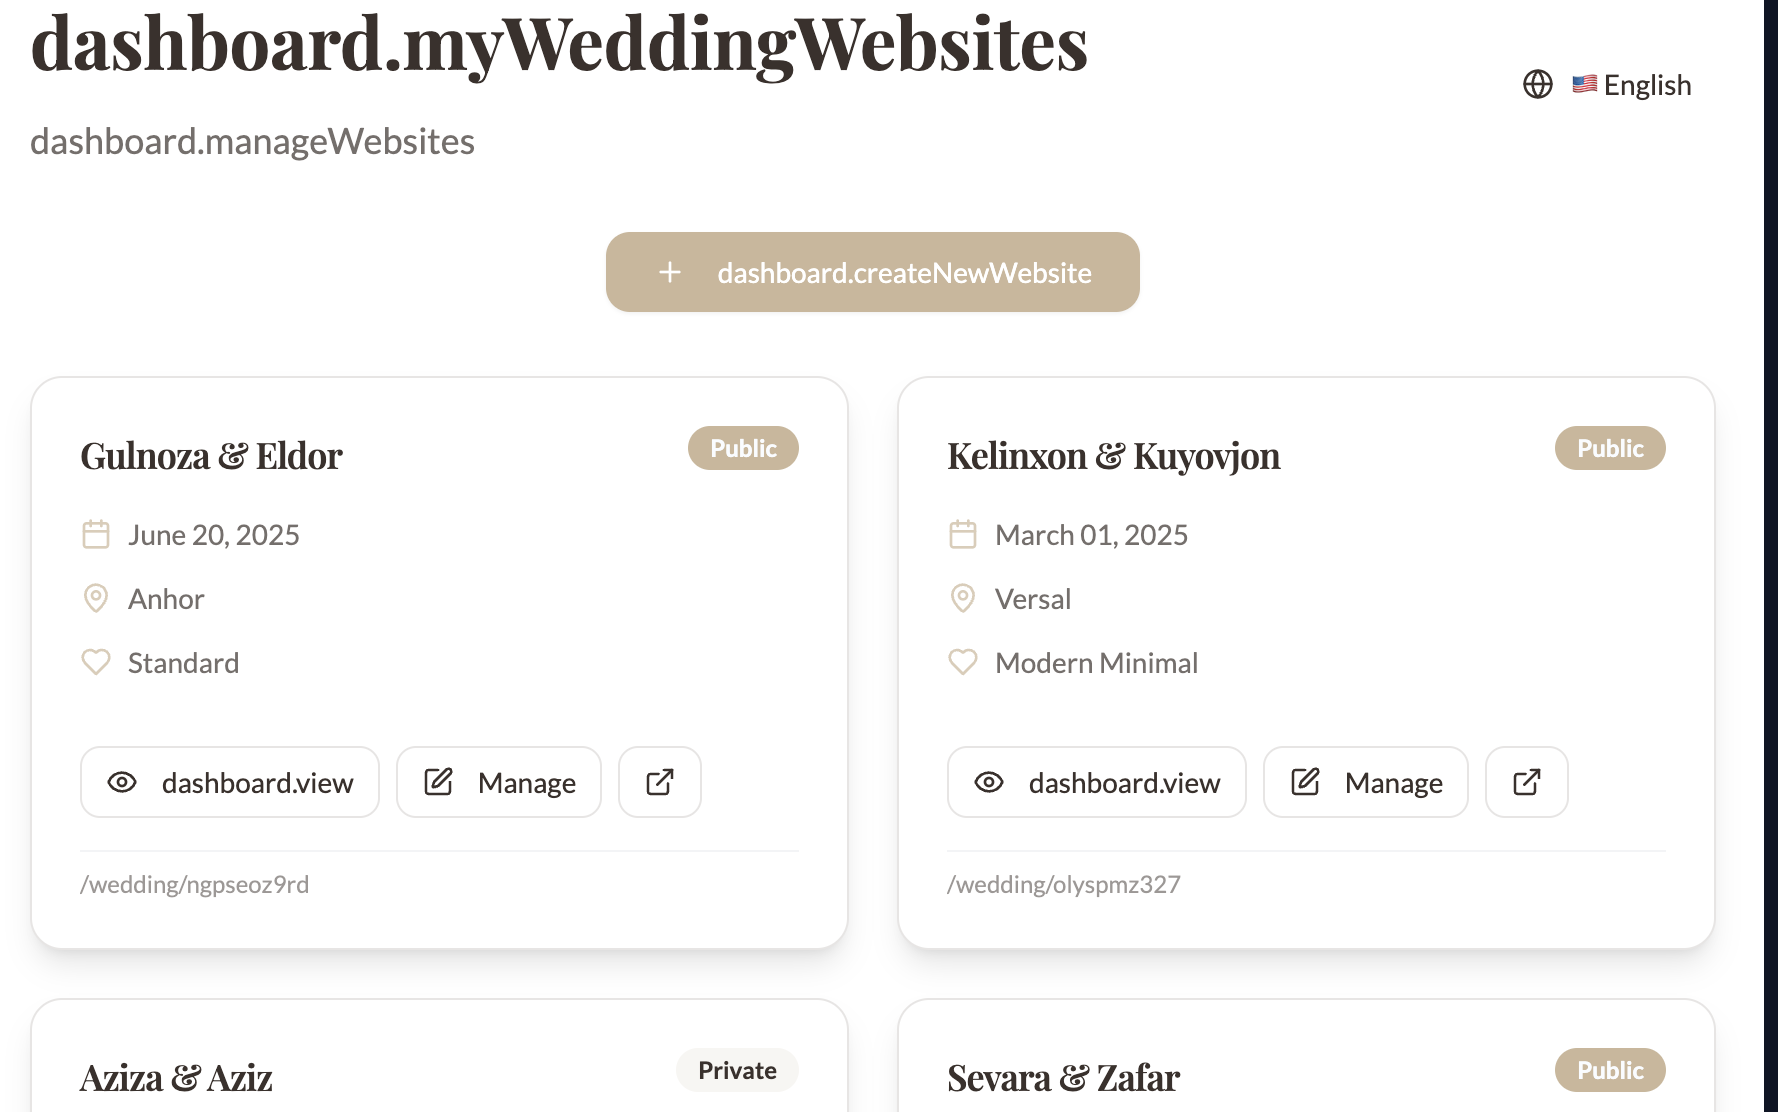 dashboard.myWeddingWebsites
English
dashboard.manageWebsites
dashboard.createNewWebsite
Gulnoza & Eldor
Public
June 20, 2025
Anhor
Standard
dashboard.view
Manage
/wedding/ngpseoz9rd
Kelinxon & Kuyovjon
Public
March 01, 2025
Versal
Modern Minimal
dashboard.view
Manage
/wedding/olyspmz327
Aziza & Aziz
Private
Sevara & Zafar
Public